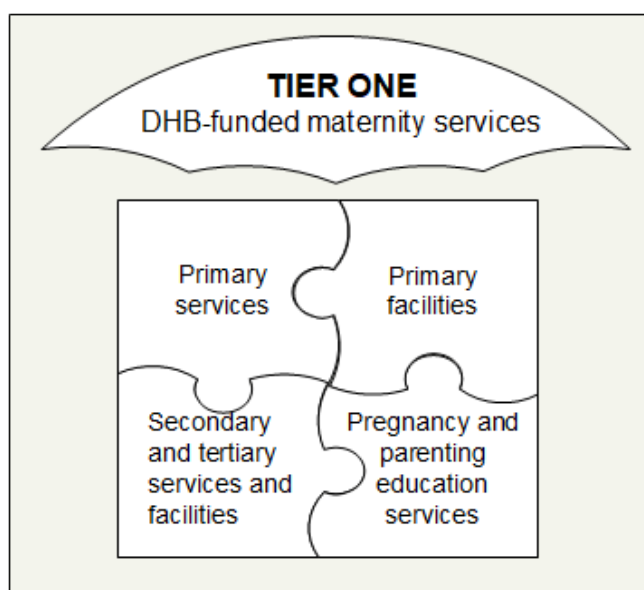 TIER ONE
DHB-funded maternity services
Primary
services
Primary
facilities
Secondary
and tertiary
services and
facilities
Pregnancy and
parenting
education
services